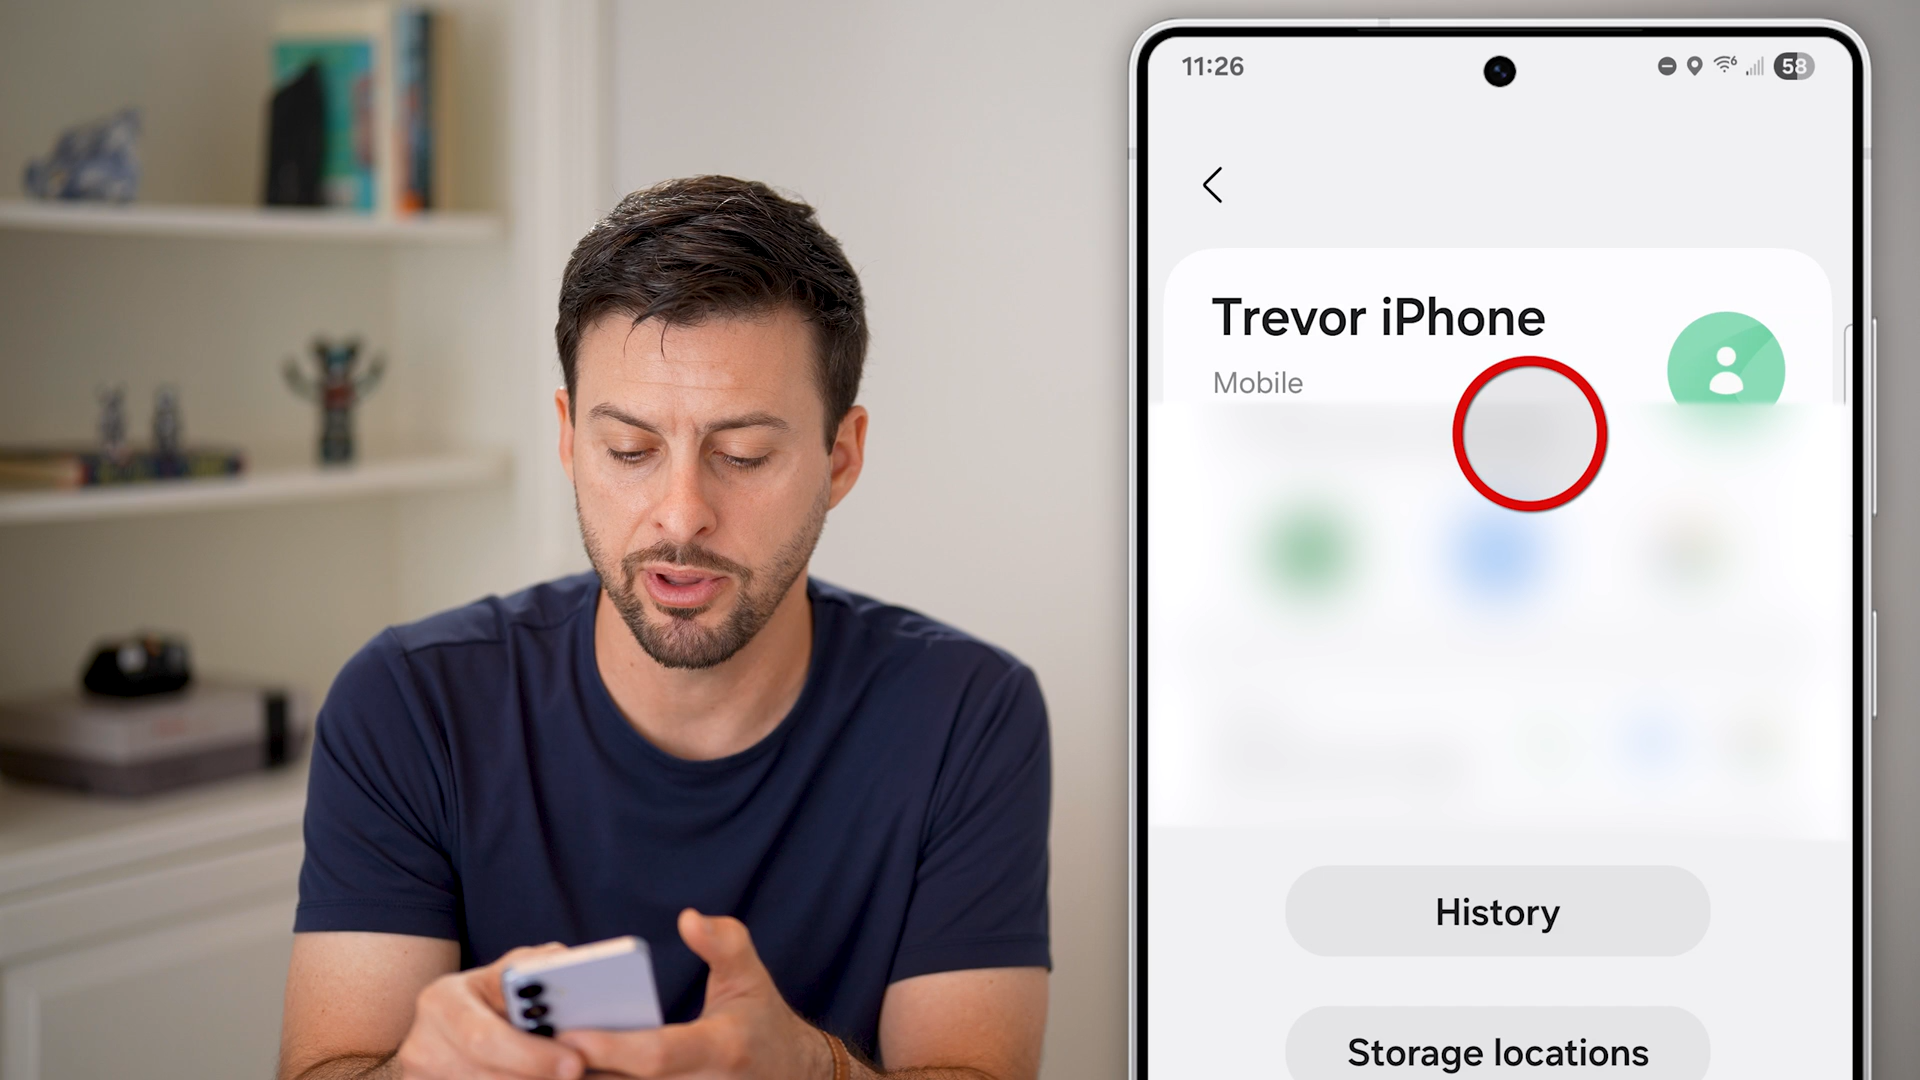 11:26
58
Trevor iPhone
Mobile
History
Storage locations